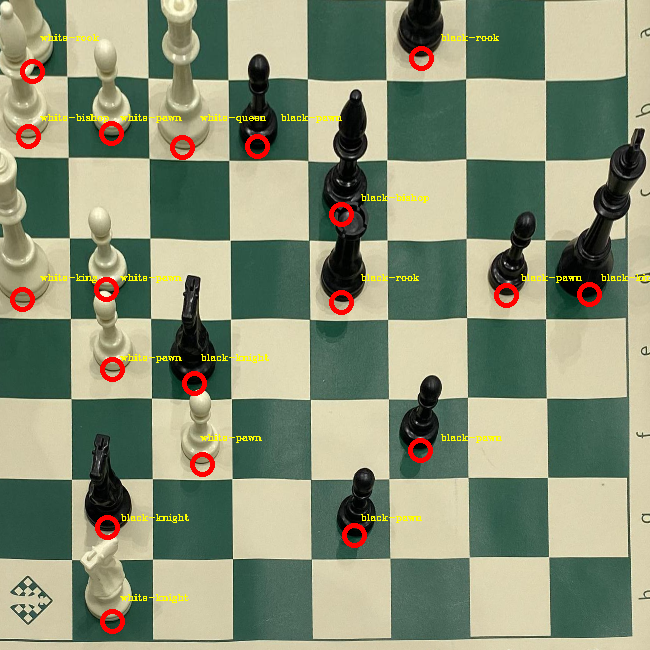 white-rook
black-rook
a
white-bishop
white-pawn
white-queen
black-pawn
b
black-bishop
c
white-king
white-pawn
black-rook
black-pawn
white-pawn
black-knight
e
white-pawn
black-pawn
f
black-knight
black-pawn
g
white-knight
h